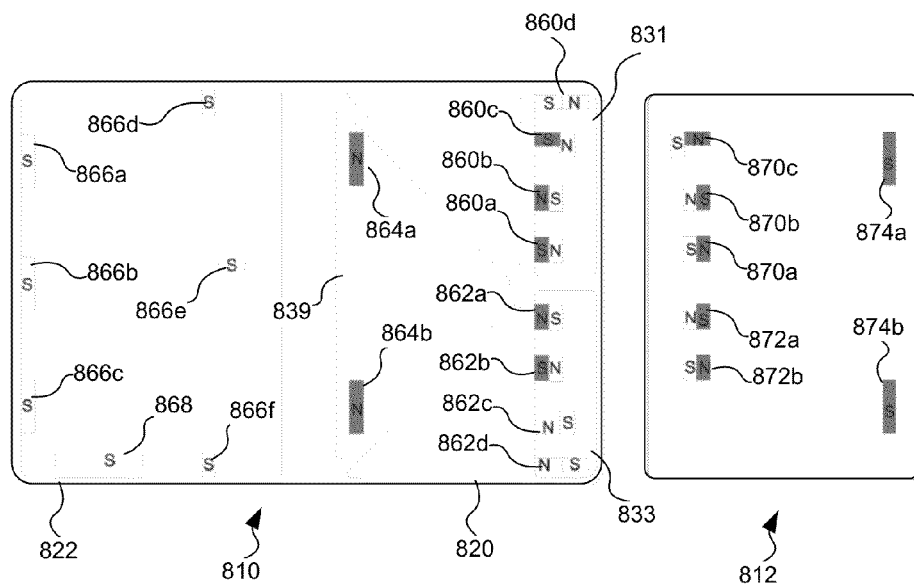 860d
831
S N
S
866d
860c
S
N
S
N
870c
S
866a
N
860b
S
864a
N S
N S
870b
874a
860a
S N
S N
870a
866b
S
S
866e
839
862a
N S
N S
872a
874b
864b
862b
S N
S N
872b
866c
S
N
862c
S
N
S
868
S
866f
S
862d
N S
833
822
810
820
812